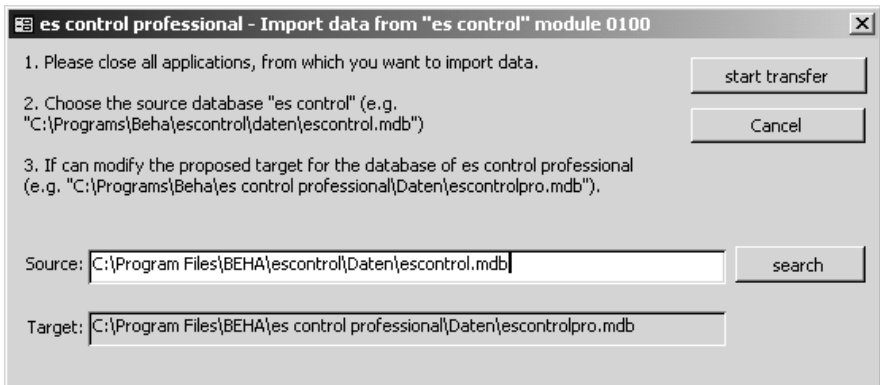 es control professional - Import data from "es control" module 0100
1. Please close all applications, from which you want to import data.
start transfer
2. Choose the source database "es control" (e.g.
"C:\Programs\Beha\escontrol\daten\escontrol.mdb")
Cancel
3. If can modify the proposed target for the database of es control professional
(e.g. "C:\Programs\Beha\es control professional\Daten\escontrolpro.mdb").
Source: C:\Program Files\BEHA\escontrol\Daten\escontrol.mdb
search
Target: C:\Program Files\BEHA\es control professional\Daten\escontrolpro.mdb